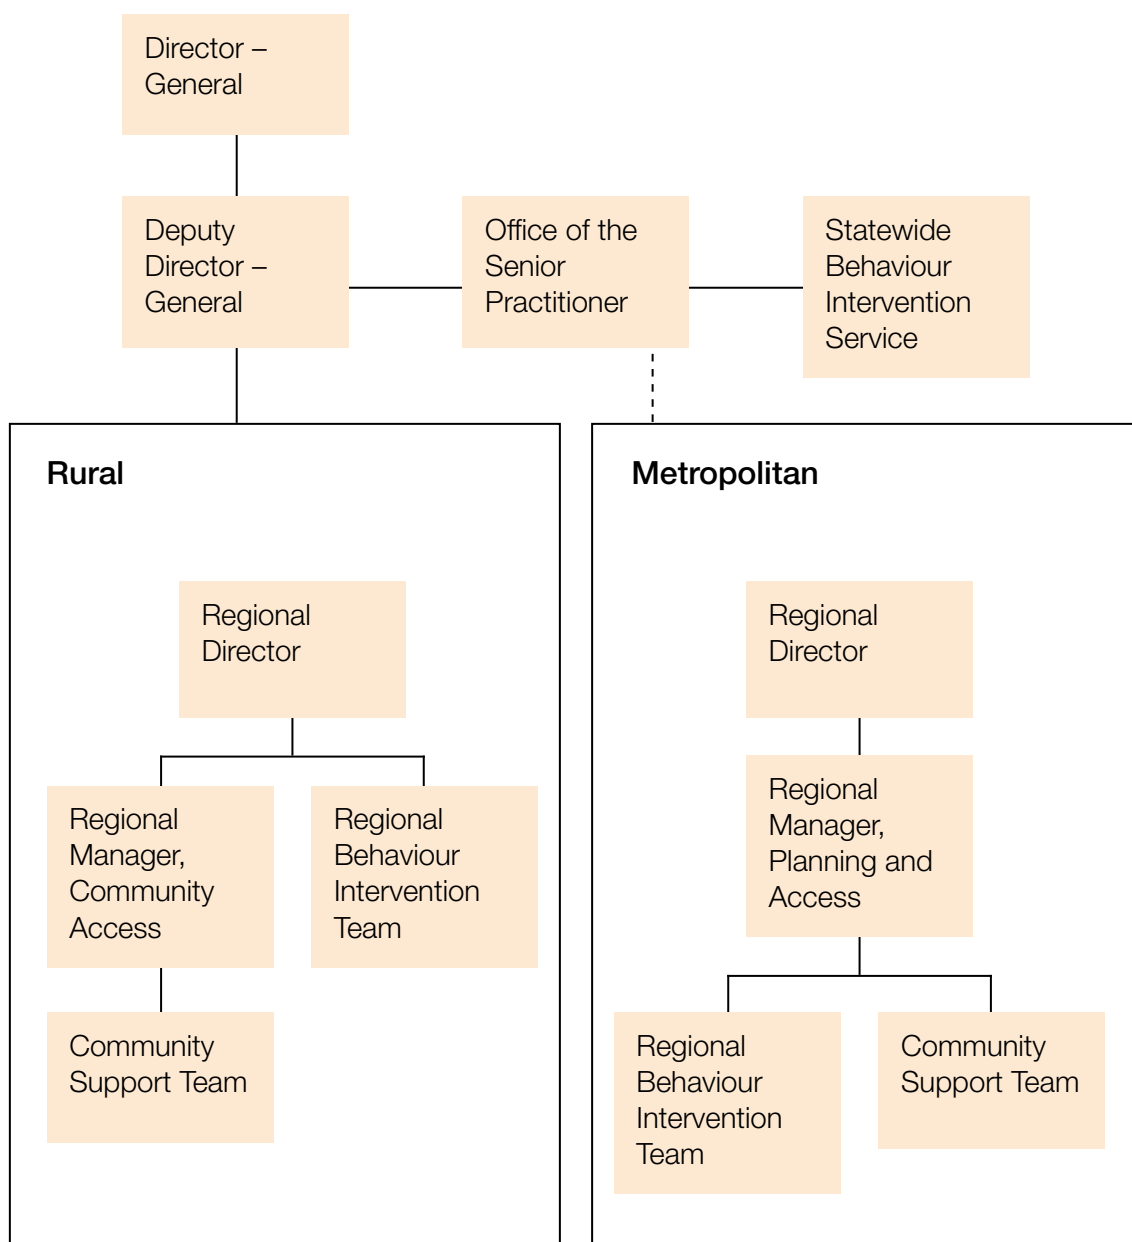 Director –
General
Deputy
Director –
General
Office of the
Senior
Practitioner
Statewide
Behaviour
Intervention
Service
Rural
Regional
Director
Regional
Manager,
Community
Access
Regional
Behaviour
Intervention
Team
Community
Support Team
Metropolitan
Regional
Director
Regional
Manager,
Planning and
Access
Regional
Behaviour
Intervention
Team
Community
Support Team